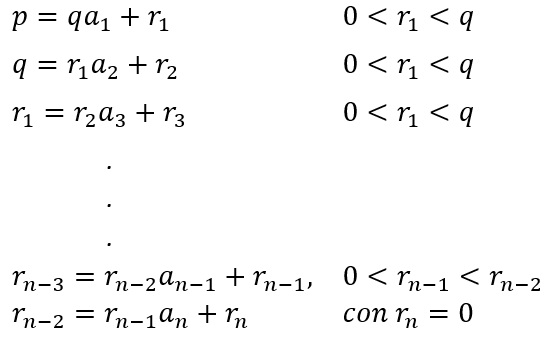 p = qa₁ + r₁ 0 < r₁ < q
q = r₁a₂ + r₂ 0 < r₁ < q
r₁ = r₂a₃ + r₃ 0 < r₁ < q
.
.
.
rₙ₋₃ = rₙ₋₂aₙ₋₁ + rₙ₋₁, 0 < rₙ₋₁ < rₙ₋₂
rₙ₋₂ = rₙ₋₁aₙ + rₙ con rₙ = 0